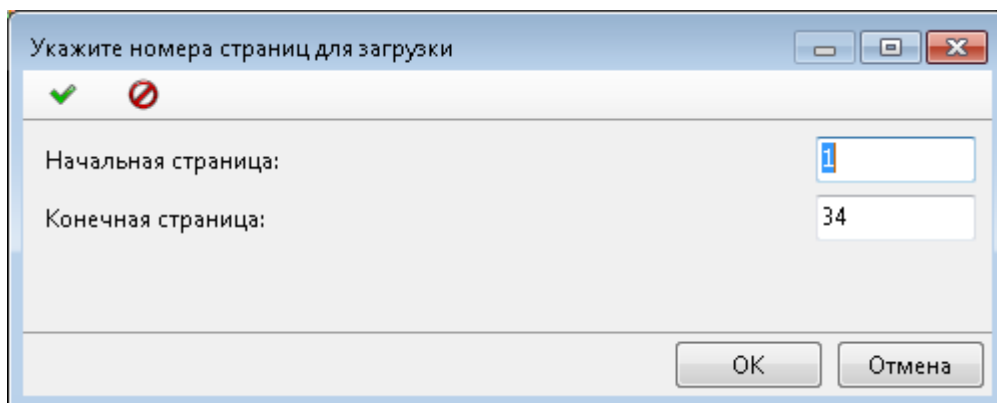 Укажите номера страниц для загрузки
Начальная страница: 1
Конечная страница: 34
OK Отмена